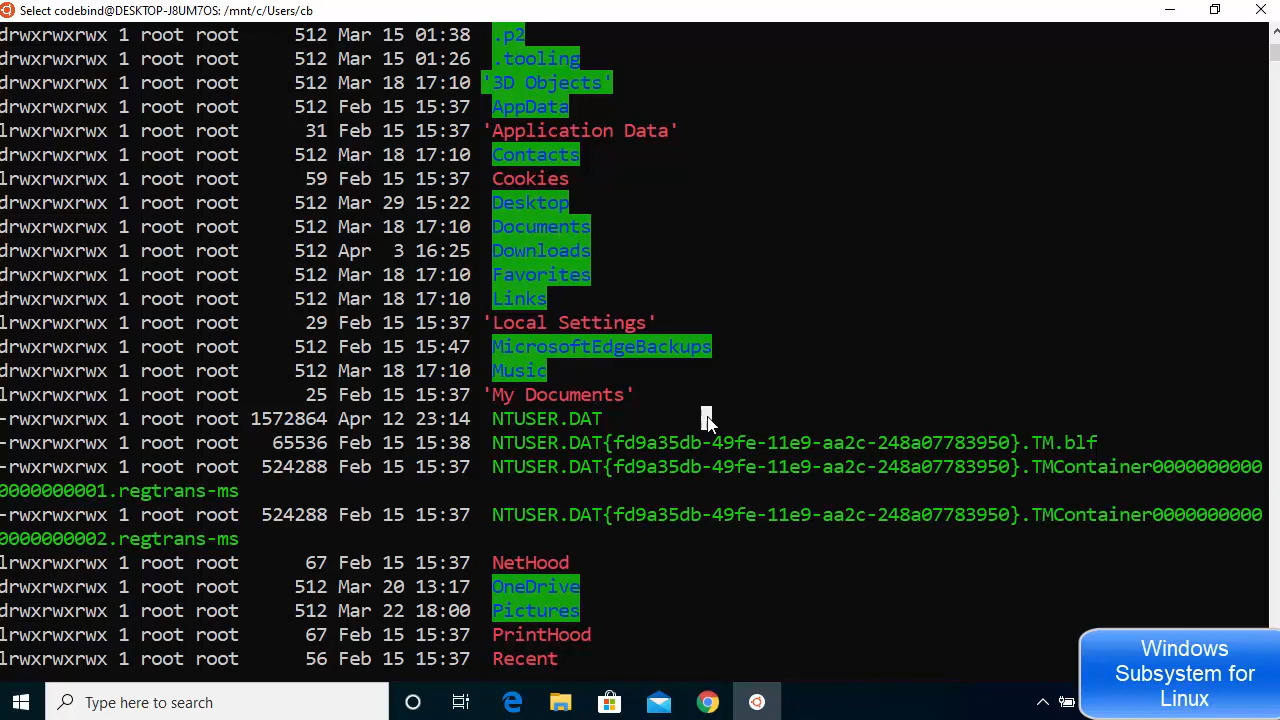 Select codebind@DESKTOP-J8UM7OS: /mnt/c/Users/cb
drwxrwxrwx 1 root root 512 Mar 15 01:38 .p2
drwxrwxrwx 1 root root 512 Mar 15 01:26 .tooling
drwxrwxrwx 1 root root 512 Mar 18 17:10 '3D Objects'
drwxrwxrwx 1 root root 512 Feb 15 15:37 AppData
lrwxrwxrwx 1 root root 31 Feb 15 15:37 'Application Data'
drwxrwxrwx 1 root root 512 Mar 18 17:10 Contacts
lrwxrwxrwx 1 root root 59 Feb 15 15:37 Cookies
drwxrwxrwx 1 root root 512 Mar 29 15:22 Desktop
drwxrwxrwx 1 root root 512 Mar 18 17:10 Documents
drwxrwxrwx 1 root root 512 Apr 3 16:25 Downloads
drwxrwxrwx 1 root root 512 Mar 18 17:10 Favorites
drwxrwxrwx 1 root root 512 Mar 18 17:10 Links
lrwxrwxrwx 1 root root 29 Feb 15 15:37 'Local Settings'
drwxrwxrwx 1 root root 512 Feb 15 15:47 MicrosoftEdgeBackups
drwxrwxrwx 1 root root 512 Mar 18 17:10 Music
lrwxrwxrwx 1 root root 25 Feb 15 15:37 'My Documents'
-rwxrwxrwx 1 root root 1572864 Apr 12 23:14 NTUSER.DAT
-rwxrwxrwx 1 root root 65536 Feb 15 15:38 NTUSER.DAT{fd9a35db-49fe-11e9-aa2c-248a07783950}.TM.blf
-rwxrwxrwx 1 root root 524288 Feb 15 15:37 NTUSER.DAT{fd9a35db-49fe-11e9-aa2c-248a07783950}.TMContainer0000000000
0000000001.regtrans-ms
-rwxrwxrwx 1 root root 524288 Feb 15 15:37 NTUSER.DAT{fd9a35db-49fe-11e9-aa2c-248a07783950}.TMContainer0000000000
0000000002.regtrans-ms
lrwxrwxrwx 1 root root 67 Feb 15 15:37 NetHood
drwxrwxrwx 1 root root 512 Mar 20 13:17 OneDrive
drwxrwxrwx 1 root root 512 Mar 22 18:00 Pictures
lrwxrwxrwx 1 root root 67 Feb 15 15:37 PrintHood
lrwxrwxrwx 1 root root 56 Feb 15 15:37 Recent
Windows
Subsystem for
Linux
Type here to search